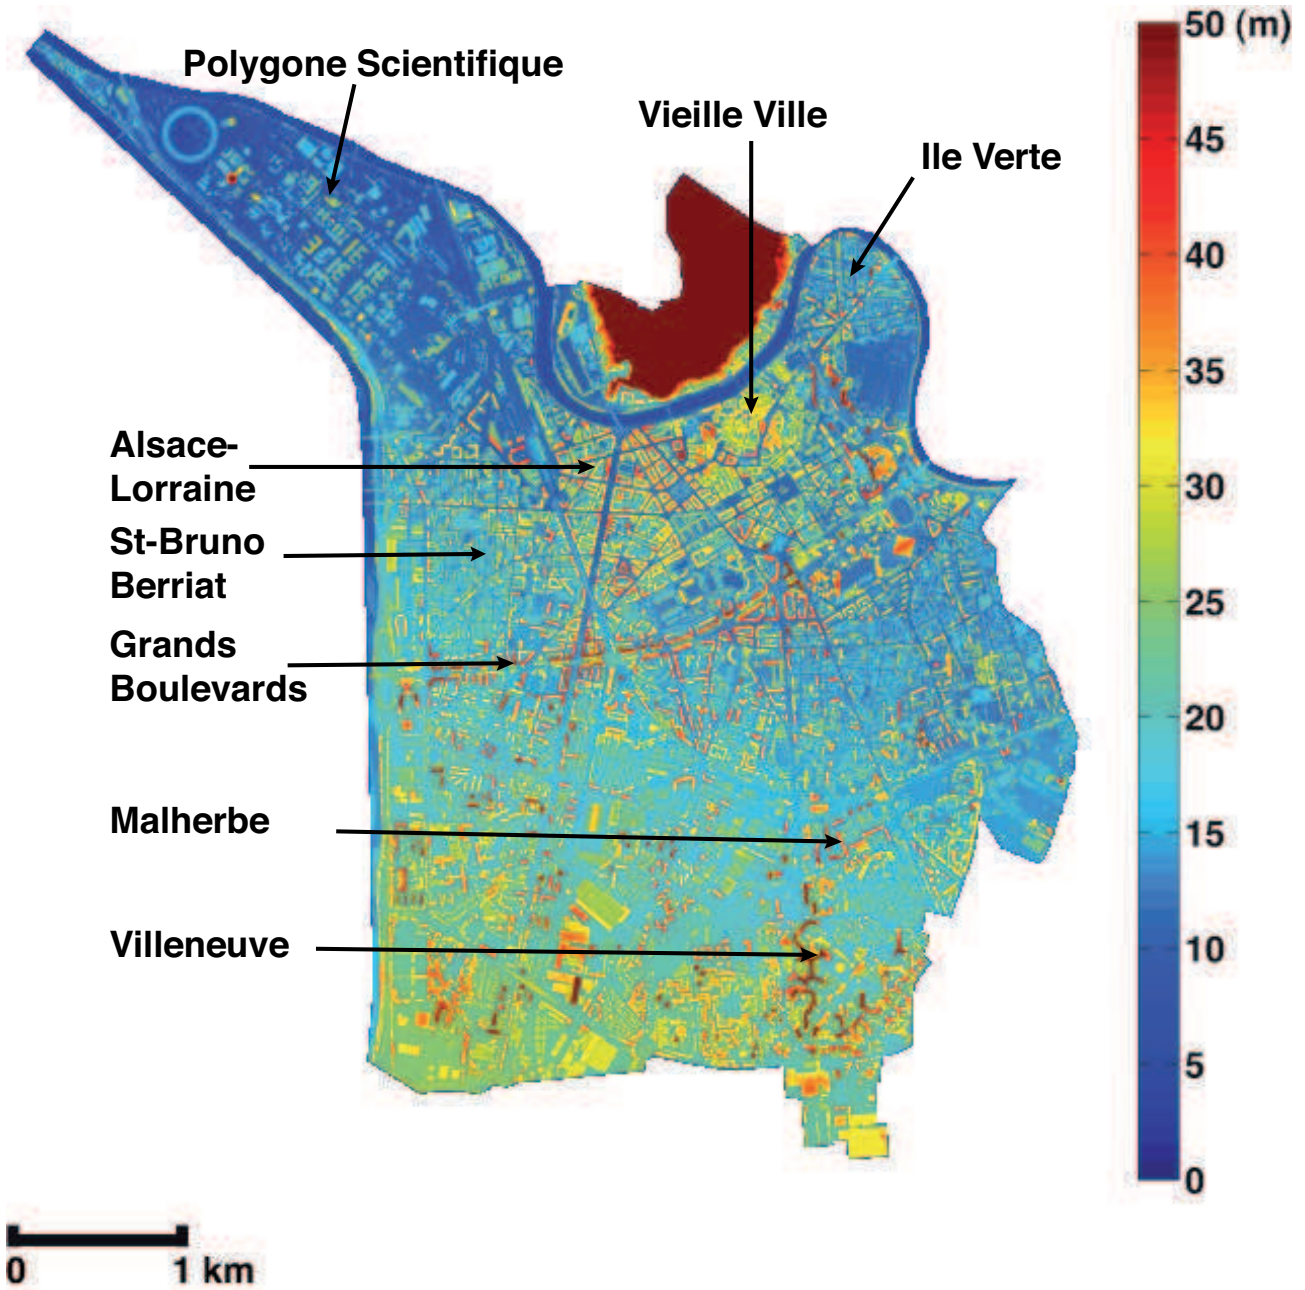 50 (m)
Polygone Scientifique
Vieille Ville
45
Ile Verte
40
35
Alsace-
Lorraine
30
St-Bruno
Berriat
25
Grands
Boulevards
20
Malherbe
15
Villeneuve
10
5
0
0 1 km